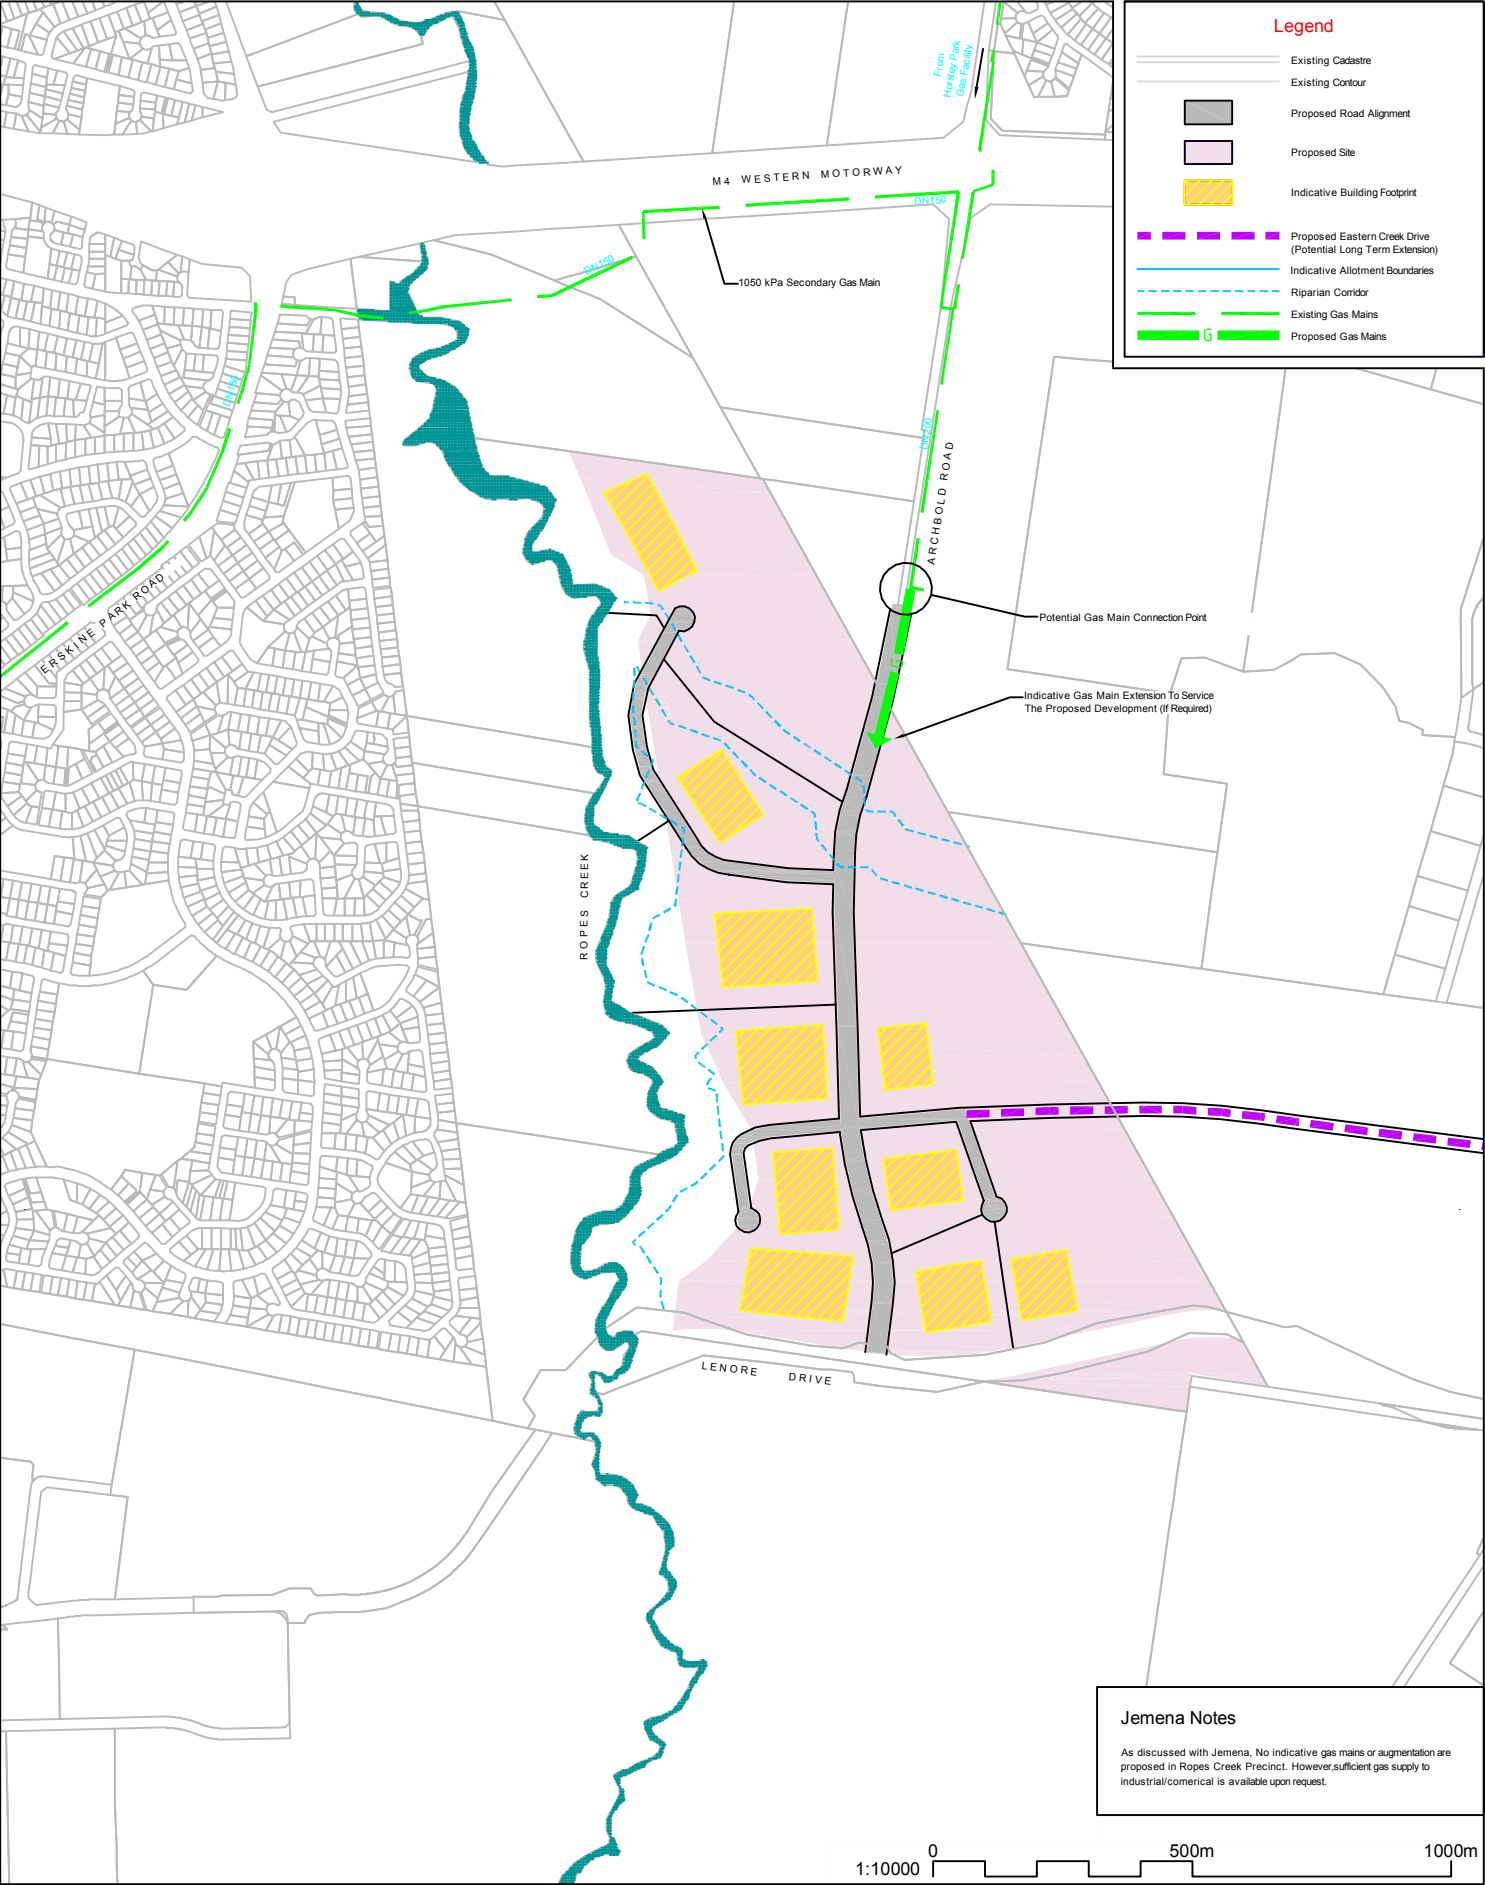 Legend
Existing Cadastre
Existing Contour
Proposed Road Alignment
Proposed Site
Indicative Building Footprint
Proposed Eastern Creek Drive
(Potential Long Term Extension)
Indicative Allotment Boundaries
Riparian Corridor
Existing Gas Mains
G
Proposed Gas Mains
From
Horsley Park
Gas Facility
M4 WESTERN MOTORWAY
DN160
DN160
1050 kPa Secondary Gas Main
DN160
DN200
ARCHBOLD ROAD
ERSKINE PARK ROAD
Potential Gas Main Connection Point
G
Indicative Gas Main Extension To Service
The Proposed Development (If Required)
ROPES CREEK
LENORE DRIVE
Jemena Notes
As discussed with Jemena, No indicative gas mains or augmentation are
proposed in Ropes Creek Precinct. However,sufficient gas supply to
industrial/comerical is available upon request.
1:10000
0 500m 1000m